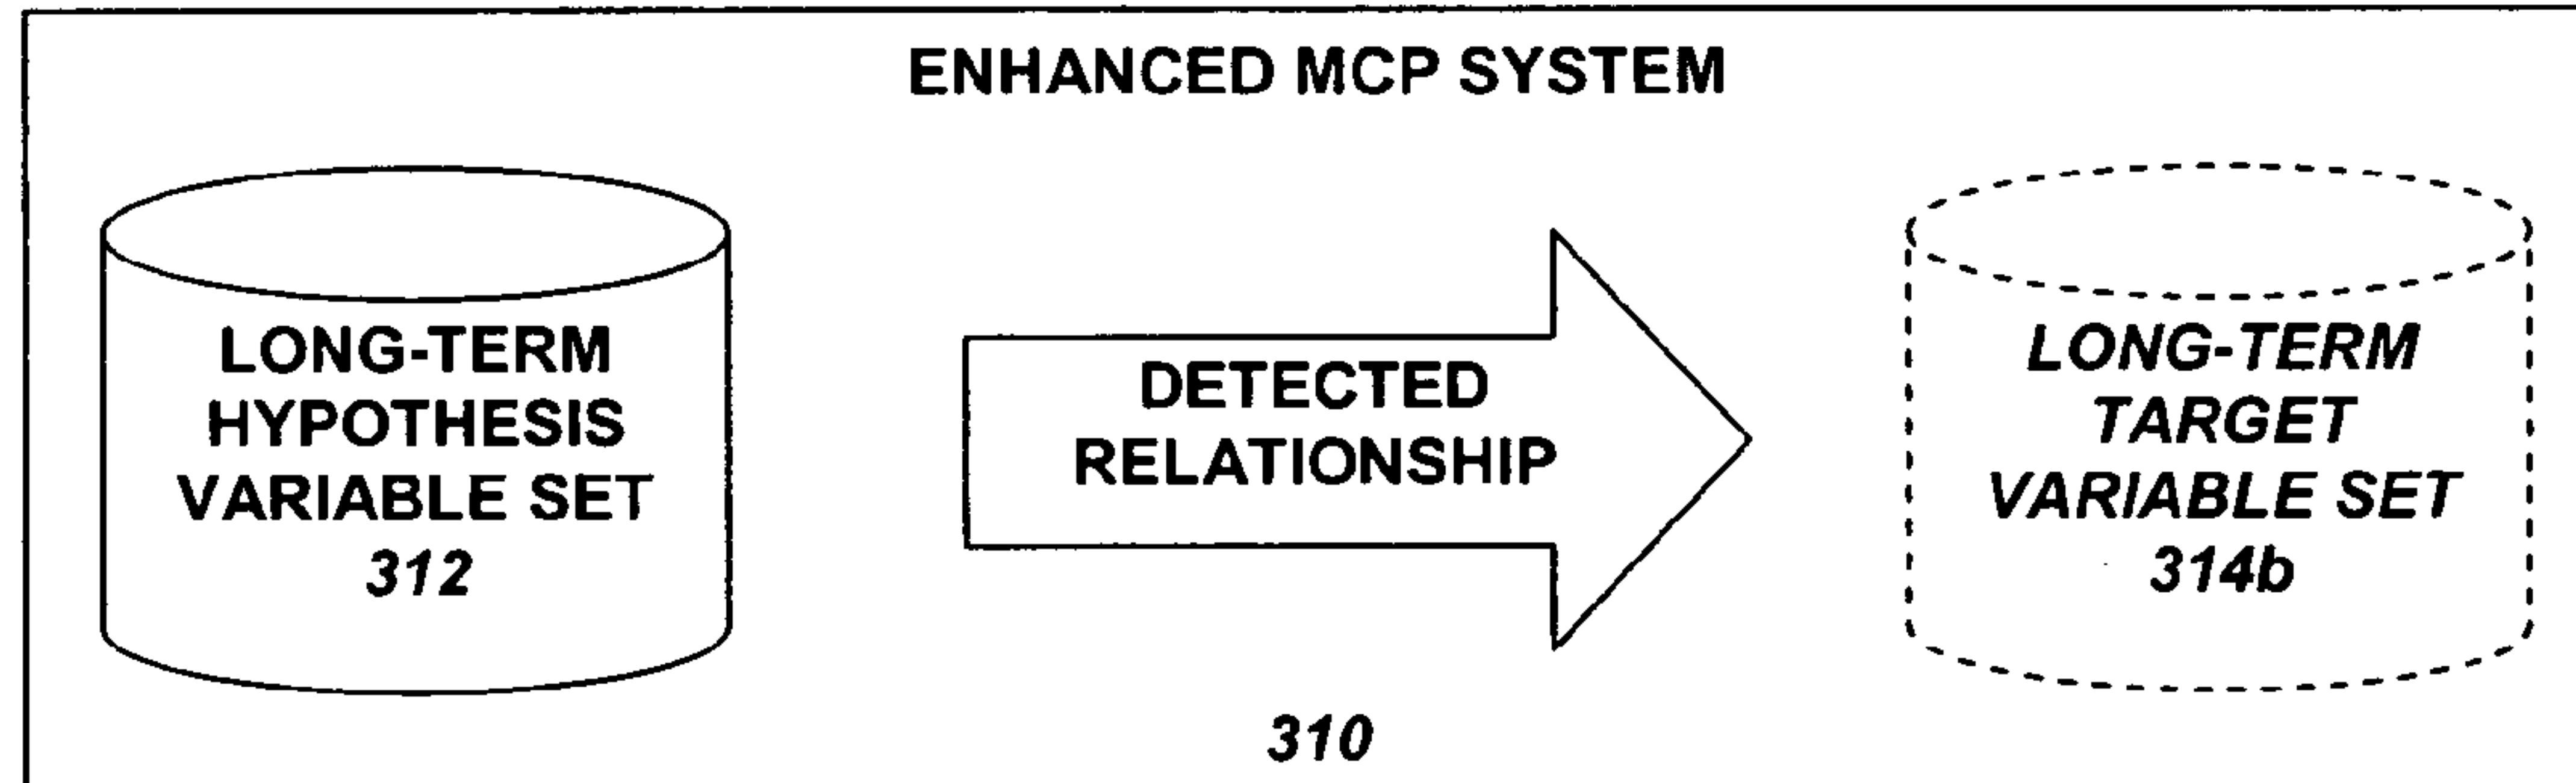 ENHANCED MCP SYSTEM
LONG-TERM
HYPOTHESIS
VARIABLE SET
312
DETECTED
RELATIONSHIP
LONG-TERM
TARGET
VARIABLE SET
314b
310